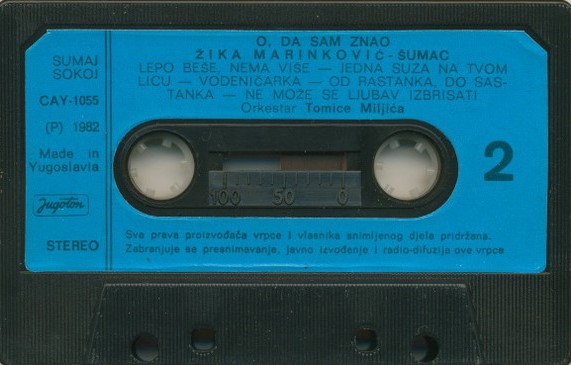 O, DA SAM ZNAO
ŽIKA MARINKOVIĆ - ŠUMAC
LEPO BEŠE, NEMA VIŠE — JEDNA SUZA NA TVOM
LICU — VODENIČARKA — OD RASTANKA, DO SAS-
TANKA — NE MOŽE SE LJUBAV IZBRISATI
Orkestar Tomice Miljića
SUMAJ
SOKOJ
CAY-1055
(P) 1982
Made in
Yugoslavia
Jugoton
STEREO
100 50 0
2
Sva prava proizvođača vrpce i vlasnika snimljenog djela pridržana.
Zabranjuje se presnimavanje, javno izvođenje i radio-difuzija ove vrpce